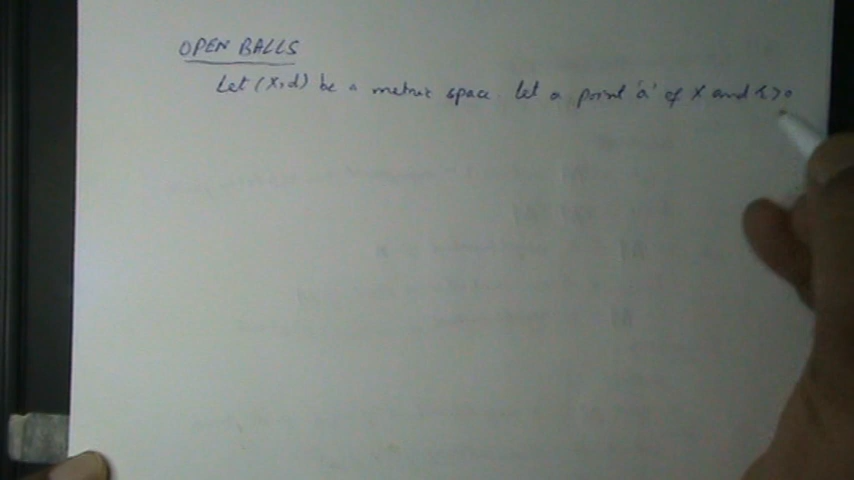 OPEN BALLS
Let (X,d) be a metric space. Let a point 'a' of X and r>0